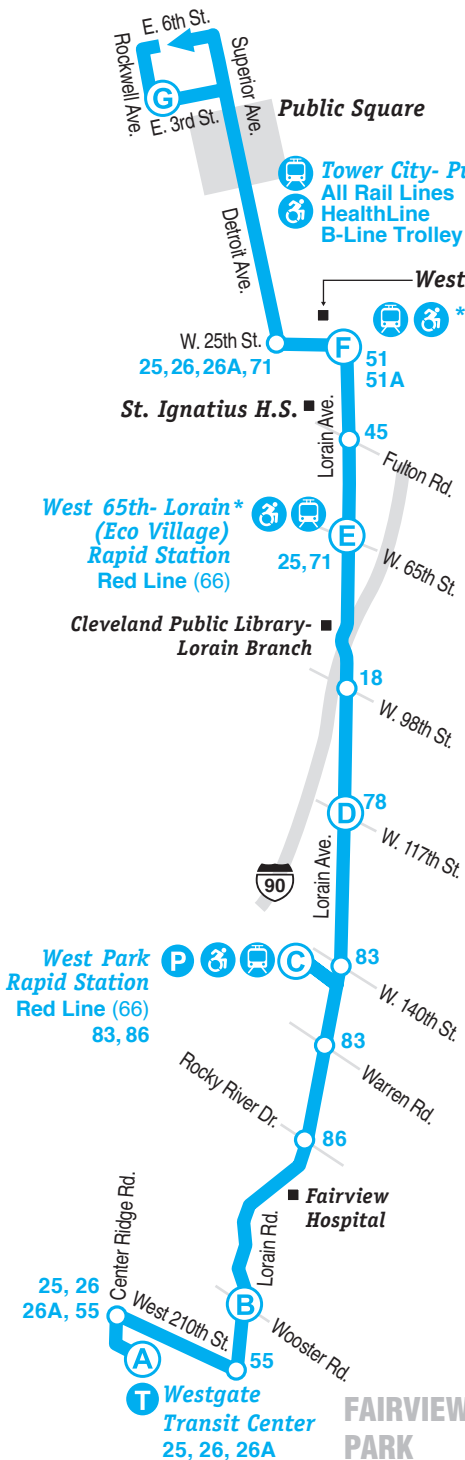 E. 6th St.
Rockwell Ave.
Superior Ave.
G
E. 3rd St.
Public Square
Tower City- Pu
All Rail Lines
HealthLine
B-Line Trolley
Detroit Ave.
West
*
W. 25th St.
25, 26, 26A, 71
F
51
51A
St. Ignatius H.S.
Lorain Ave.
45
Fulton Rd.
West 65th- Lorain*
(Eco Village)
Rapid Station
Red Line (66)
E
25, 71
W. 65th St.
Cleveland Public Library-
Lorain Branch
18
W. 98th St.
D
78
W. 117th St.
90
Lorain Ave.
West Park
Rapid Station
Red Line (66)
83, 86
P
C
83
W. 140th St.
83
Warren Rd.
Rocky River Dr.
86
Fairview
Hospital
Center Ridge Rd.
Lorain Rd.
25, 26
26A, 55
West 210th St.
B
Wooster Rd.
A
55
T
Westgate
Transit Center
25, 26, 26A
FAIRVIEW
PARK